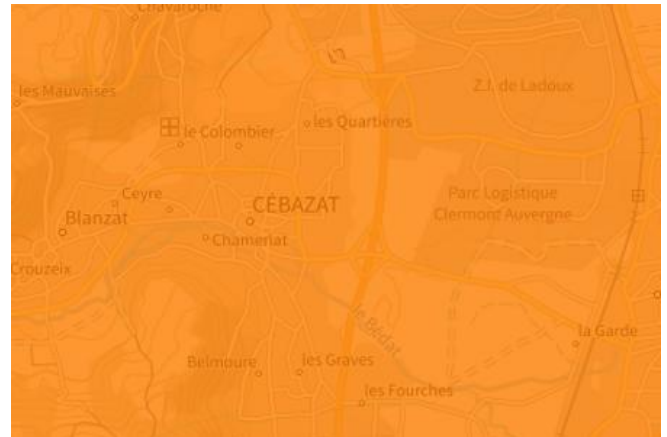 Chavaroche
les Mauvaises
Z.I. de Ladoux
le Colombier
les Quartières
Ceyre
CÉBAZAT
Parc Logistique
Clermont Auvergne
Blanzat
Chameriat
Crouzeix
le Bédat
la Garde
Belmoure
les Graves
les Fourches